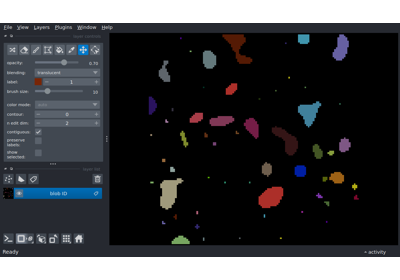 File View Layers Plugins Window Help
opacity: 0.70
blending: translucent
label: 1
brush size: 10
color mode:
contour: 0
n edit dim: 2
contiguous:
preserve labels:
show selected:
blob ID
Ready
activity